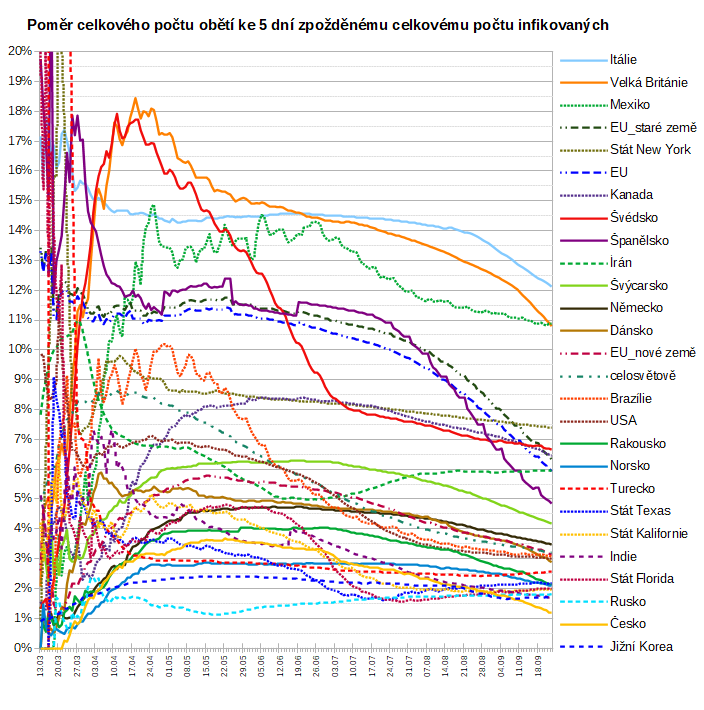 Poměr celkového počtu obětí ke 5 dní zpožděnému celkovému počtu infikovaných
20%
19%
18%
17%
16%
15%
14%
13%
12%
11%
10%
9%
8%
7%
6%
5%
4%
3%
2%
1%
0%
13.03
20.03
27.03
03.04
10.04
17.04
24.04
01.05
08.05
15.05
22.05
29.05
05.06
12.06
19.06
26.06
03.07
10.07
17.07
24.07
31.07
07.08
14.08
21.08
28.08
04.09
11.09
18.09
Itálie
Velká Británie
Mexiko
EU_staré země
Stát New York
EU
Kanada
Švédsko
Španělsko
Írán
Švýcarsko
Německo
Dánsko
EU_nové země
celosvětově
Brazílie
USA
Rakousko
Norsko
Turecko
Stát Texas
Stát Kalifornie
Indie
Stát Florida
Rusko
Česko
Jižní Korea